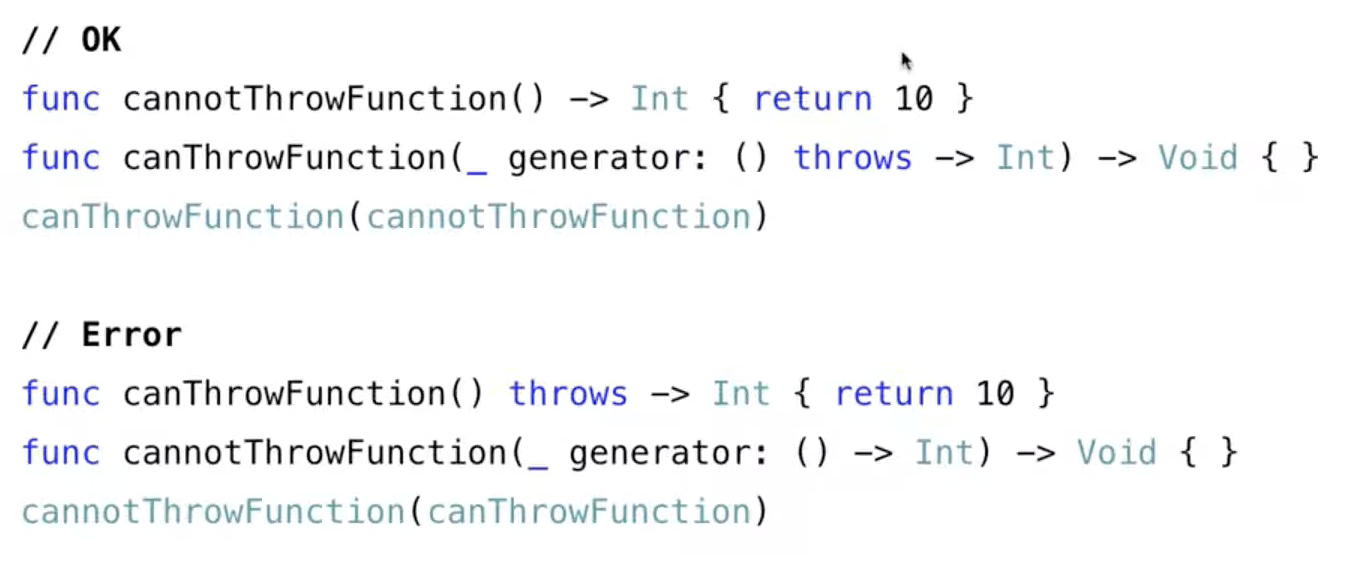 // OK
func cannotThrowFunction() -> Int { return 10 }
func canThrowFunction(_ generator: () throws -> Int) -> Void { }
canThrowFunction(cannotThrowFunction)
// Error
func canThrowFunction() throws -> Int { return 10 }
func cannotThrowFunction(_ generator: () -> Int) -> Void { }
cannotThrowFunction(canThrowFunction)